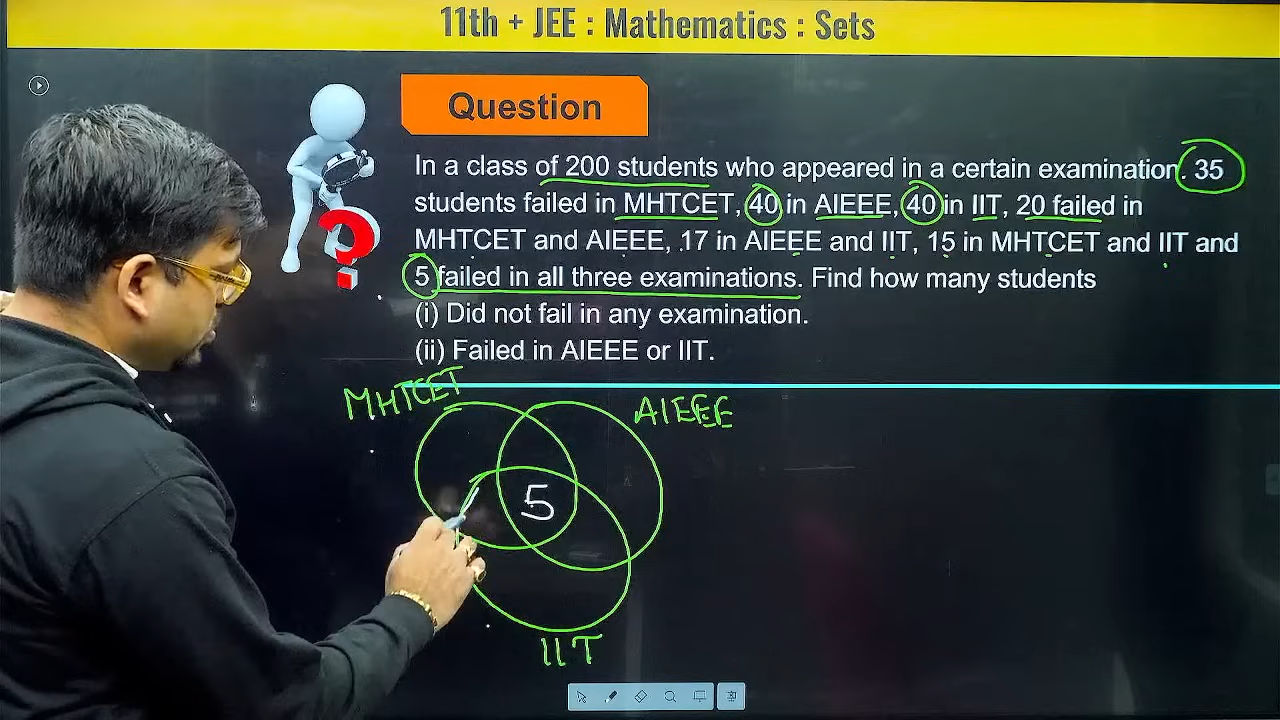 11th + JEE : Mathematics : Sets
Question
In a class of 200 students who appeared in a certain examination. 35
students failed in MHTCET, 40 in AIEEE, 40 in IIT, 20 failed in
MHTCET and AIEEE, 17 in AIEEE and IIT, 15 in MHTCET and IIT and
5 failed in all three examinations. Find how many students
(i) Did not fail in any examination.
(ii) Failed in AIEEE or IIT.
MHTCET
AIEEE
5
IIT